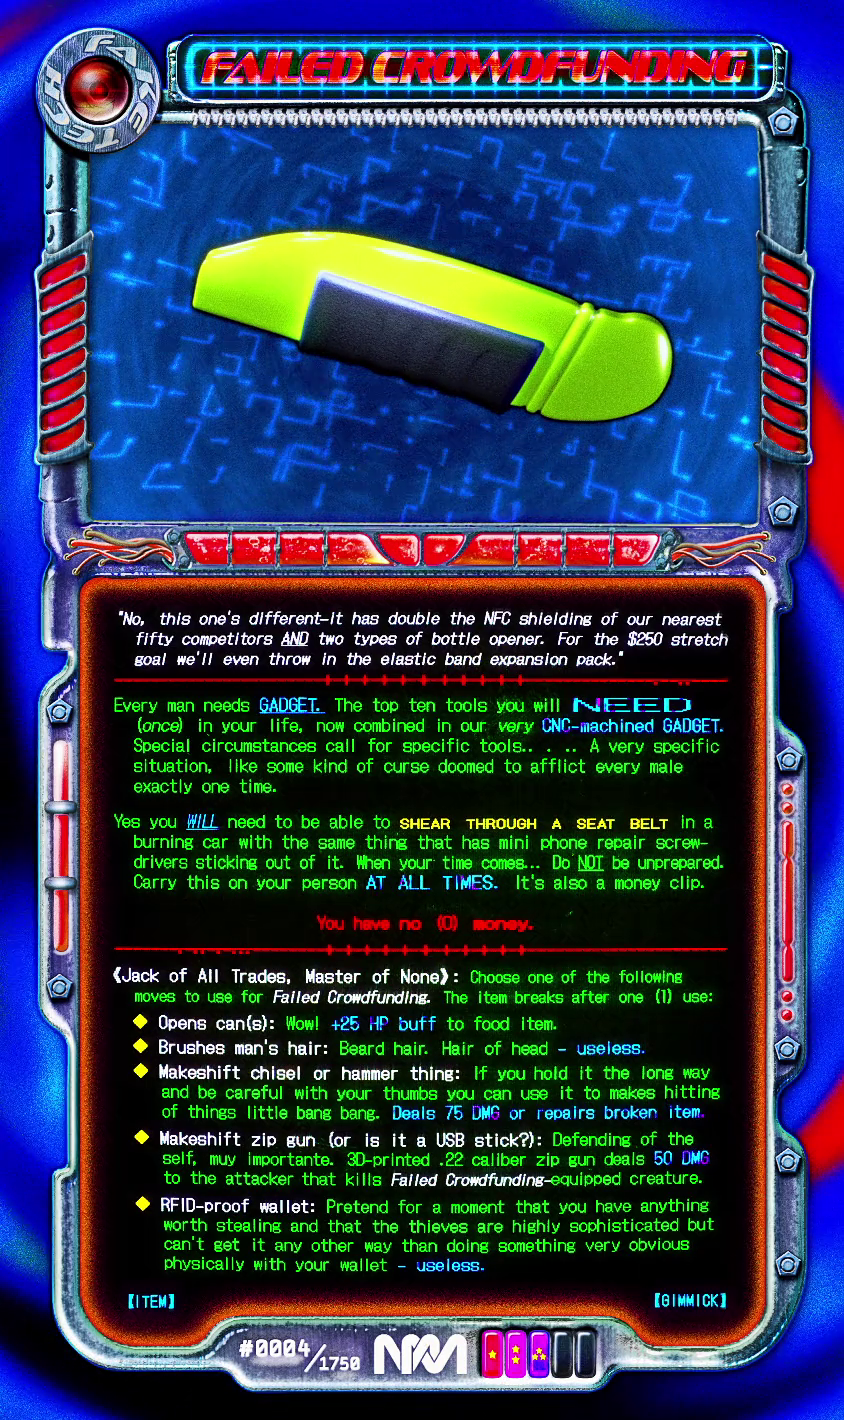 FAKE TECH
FAILED CROWDFUNDING
"No, this one's different—it has double the NFC shielding of our nearest
fifty competitors AND two types of bottle opener. For the $250 stretch
goal we'll even throw in the elastic band expansion pack."
Every man needs GADGET. The top ten tools you will NEED
(once) in your life, now combined in our very CNC-machined GADGET.
Special circumstances call for specific tools.. . .. A very specific
situation, like some kind of curse doomed to afflict every male
exactly one time.
Yes you WILL need to be able to SHEAR THROUGH A SEAT BELT in a
burning car with the same thing that has mini phone repair screw-
drivers sticking out of it. When your time comes... Do NOT be unprepared.
Carry this on your person AT ALL TIMES. It's also a money clip.
You have no (0) money.
《Jack of All Trades, Master of None》: Choose one of the following
moves to use for Failed Crowdfunding. The item breaks after one (1) use:
◆ Opens can(s): Wow! +25 HP buff to food item.
◆ Brushes man's hair: Beard hair. Hair of head – useless.
◆ Makeshift chisel or hammer thing: If you hold it the long way
and be careful with your thumbs you can use it to makes hitting
of things little bang bang. Deals 75 DMG or repairs broken item.
◆ Makeshift zip gun (or is it a USB stick?): Defending of the
self, muy importante. 3D-printed .22 caliber zip gun deals 50 DMG
to the attacker that kills Failed Crowdfunding-equipped creature.
◆ RFID-proof wallet: Pretend for a moment that you have anything
worth stealing and that the thieves are highly sophisticated but
can't get it any other way than doing something very obvious
physically with your wallet – useless.
【ITEM】 【GIMMICK】
#0004/1750